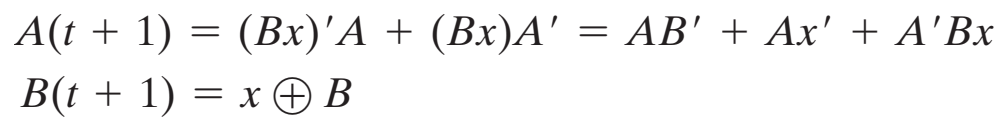 A(t + 1) = (Bx)'A + (Bx)A' = AB' + Ax' + A'Bx
B(t + 1) = x ⊕ B